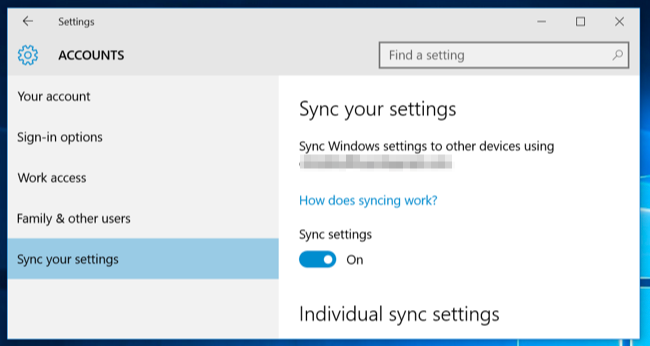 Settings
ACCOUNTS
Find a setting
Your account
Sign-in options
Work access
Family & other users
Sync your settings
Sync your settings
Sync Windows settings to other devices using
How does syncing work?
Sync settings
On
Individual sync settings